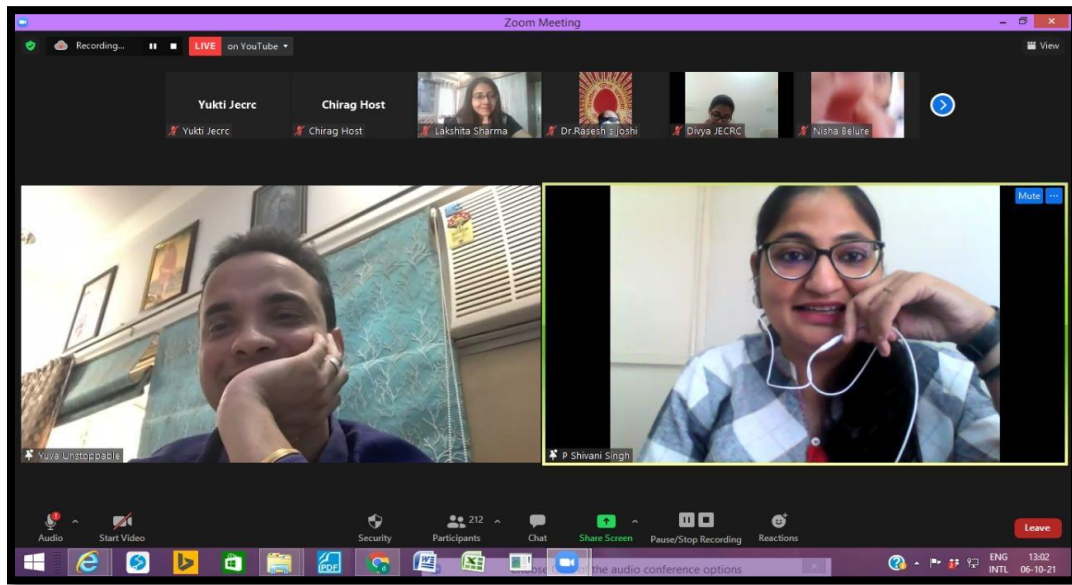 Zoom Meeting
Recording...
LIVE on YouTube
View
Yukti Jecrc
Chirag Host
Yukti Jecrc
Chirag Host
Lakshita Sharma
Dr.Rasesh s joshi
Divya JECRC
Nisha Belure
Mute
Yuva Unstoppable
P Shivani Singh
Audio
Start Video
Security
212
Participants
Chat
Share Screen
Pause/Stop Recording
Reactions
Leave
of the audio conference options
PDF
ENG 13:02
INTL 06-10-21